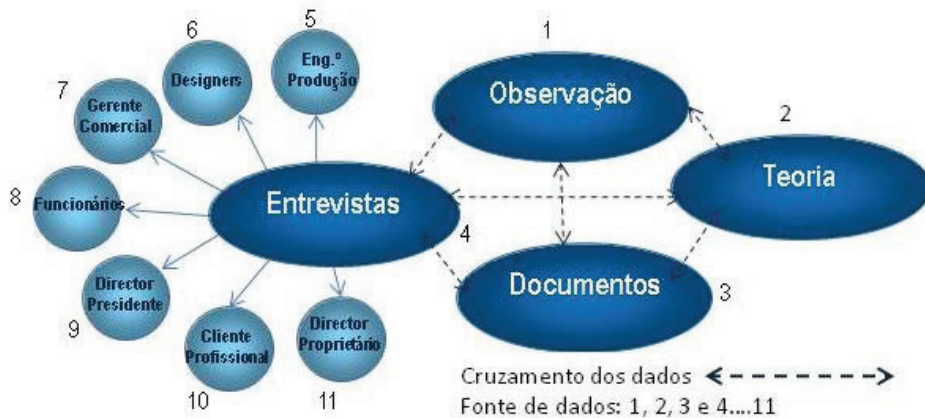 5
6
1
Eng.º
Produção
Designers
7
Observação
2
Gerente
Comercial
Teoria
8
Funcionários
Entrevistas
4
Documentos
3
Director
Presidente
9
Cliente
Profissional
Director
Proprietário
10
11
Cruzamento dos dados
Fonte de dados: 1, 2, 3 e 4....11